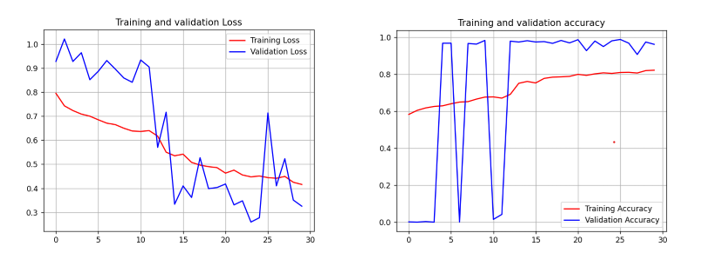 Training and validation Loss
Training Loss
Validation Loss
1.0
0.9
0.8
0.7
0.6
0.5
0.4
0.3
0 5 10 15 20 25 30
Training and validation accuracy
1.0
0.8
0.6
0.4
0.2
0.0
Training Accuracy
Validation Accuracy
0 5 10 15 20 25 30